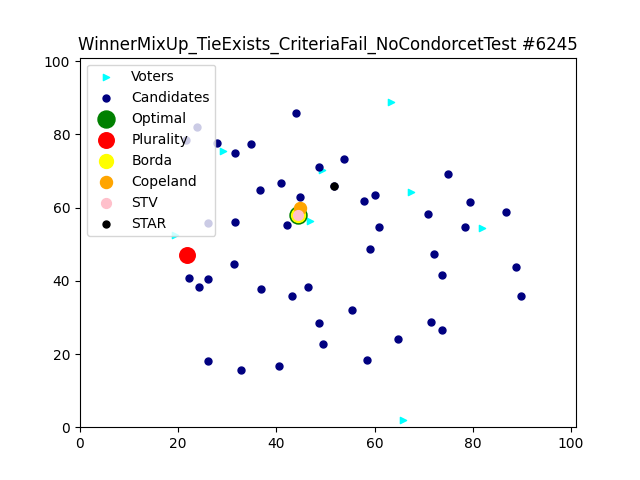 WinnerMixUp_TieExists_CriteriaFail_NoCondorcetTest #6245
100
80
60
40
20
0
Voters
Candidates
Optimal
Plurality
Borda
Copeland
STV
STAR
0 20 40 60 80 100